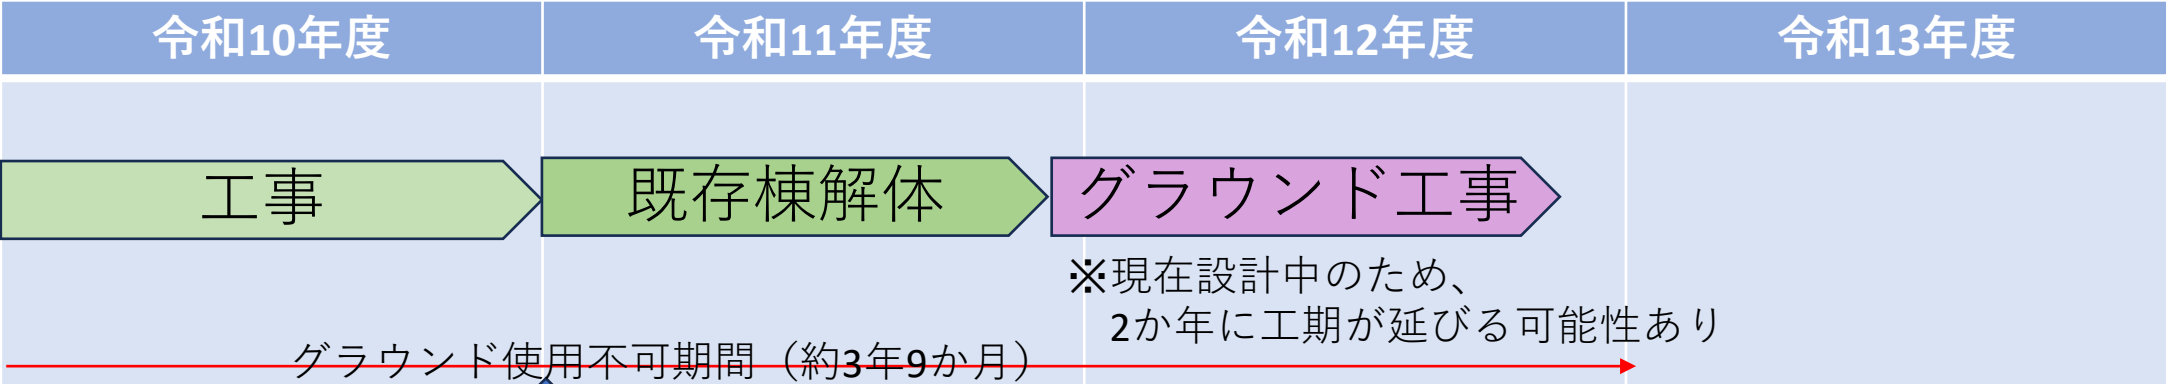 令和10年度 令和11年度 令和12年度 令和13年度
工事 既存棟解体 グラウンド工事
※現在設計中のため、
2か年に工期が延びる可能性あり
グラウンド使用不可期間（約3年9か月）